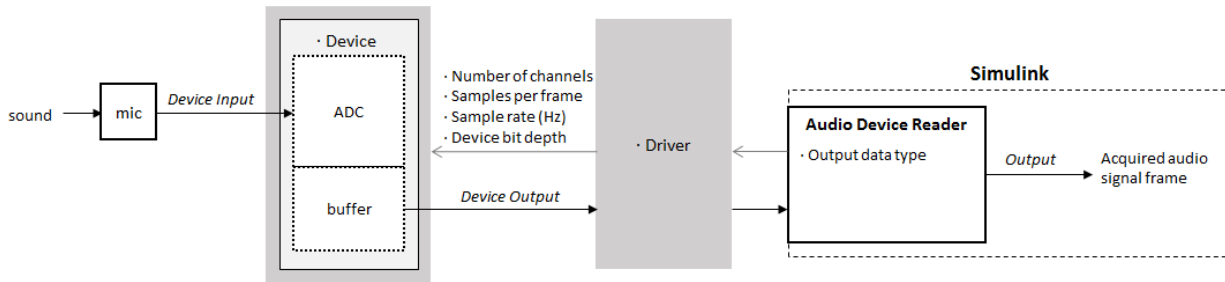 sound
mic
Device Input
· Device
ADC
buffer
· Number of channels
· Samples per frame
· Sample rate (Hz)
· Device bit depth
Device Output
· Driver
Simulink
Audio Device Reader
· Output data type
Output
Acquired audio
signal frame